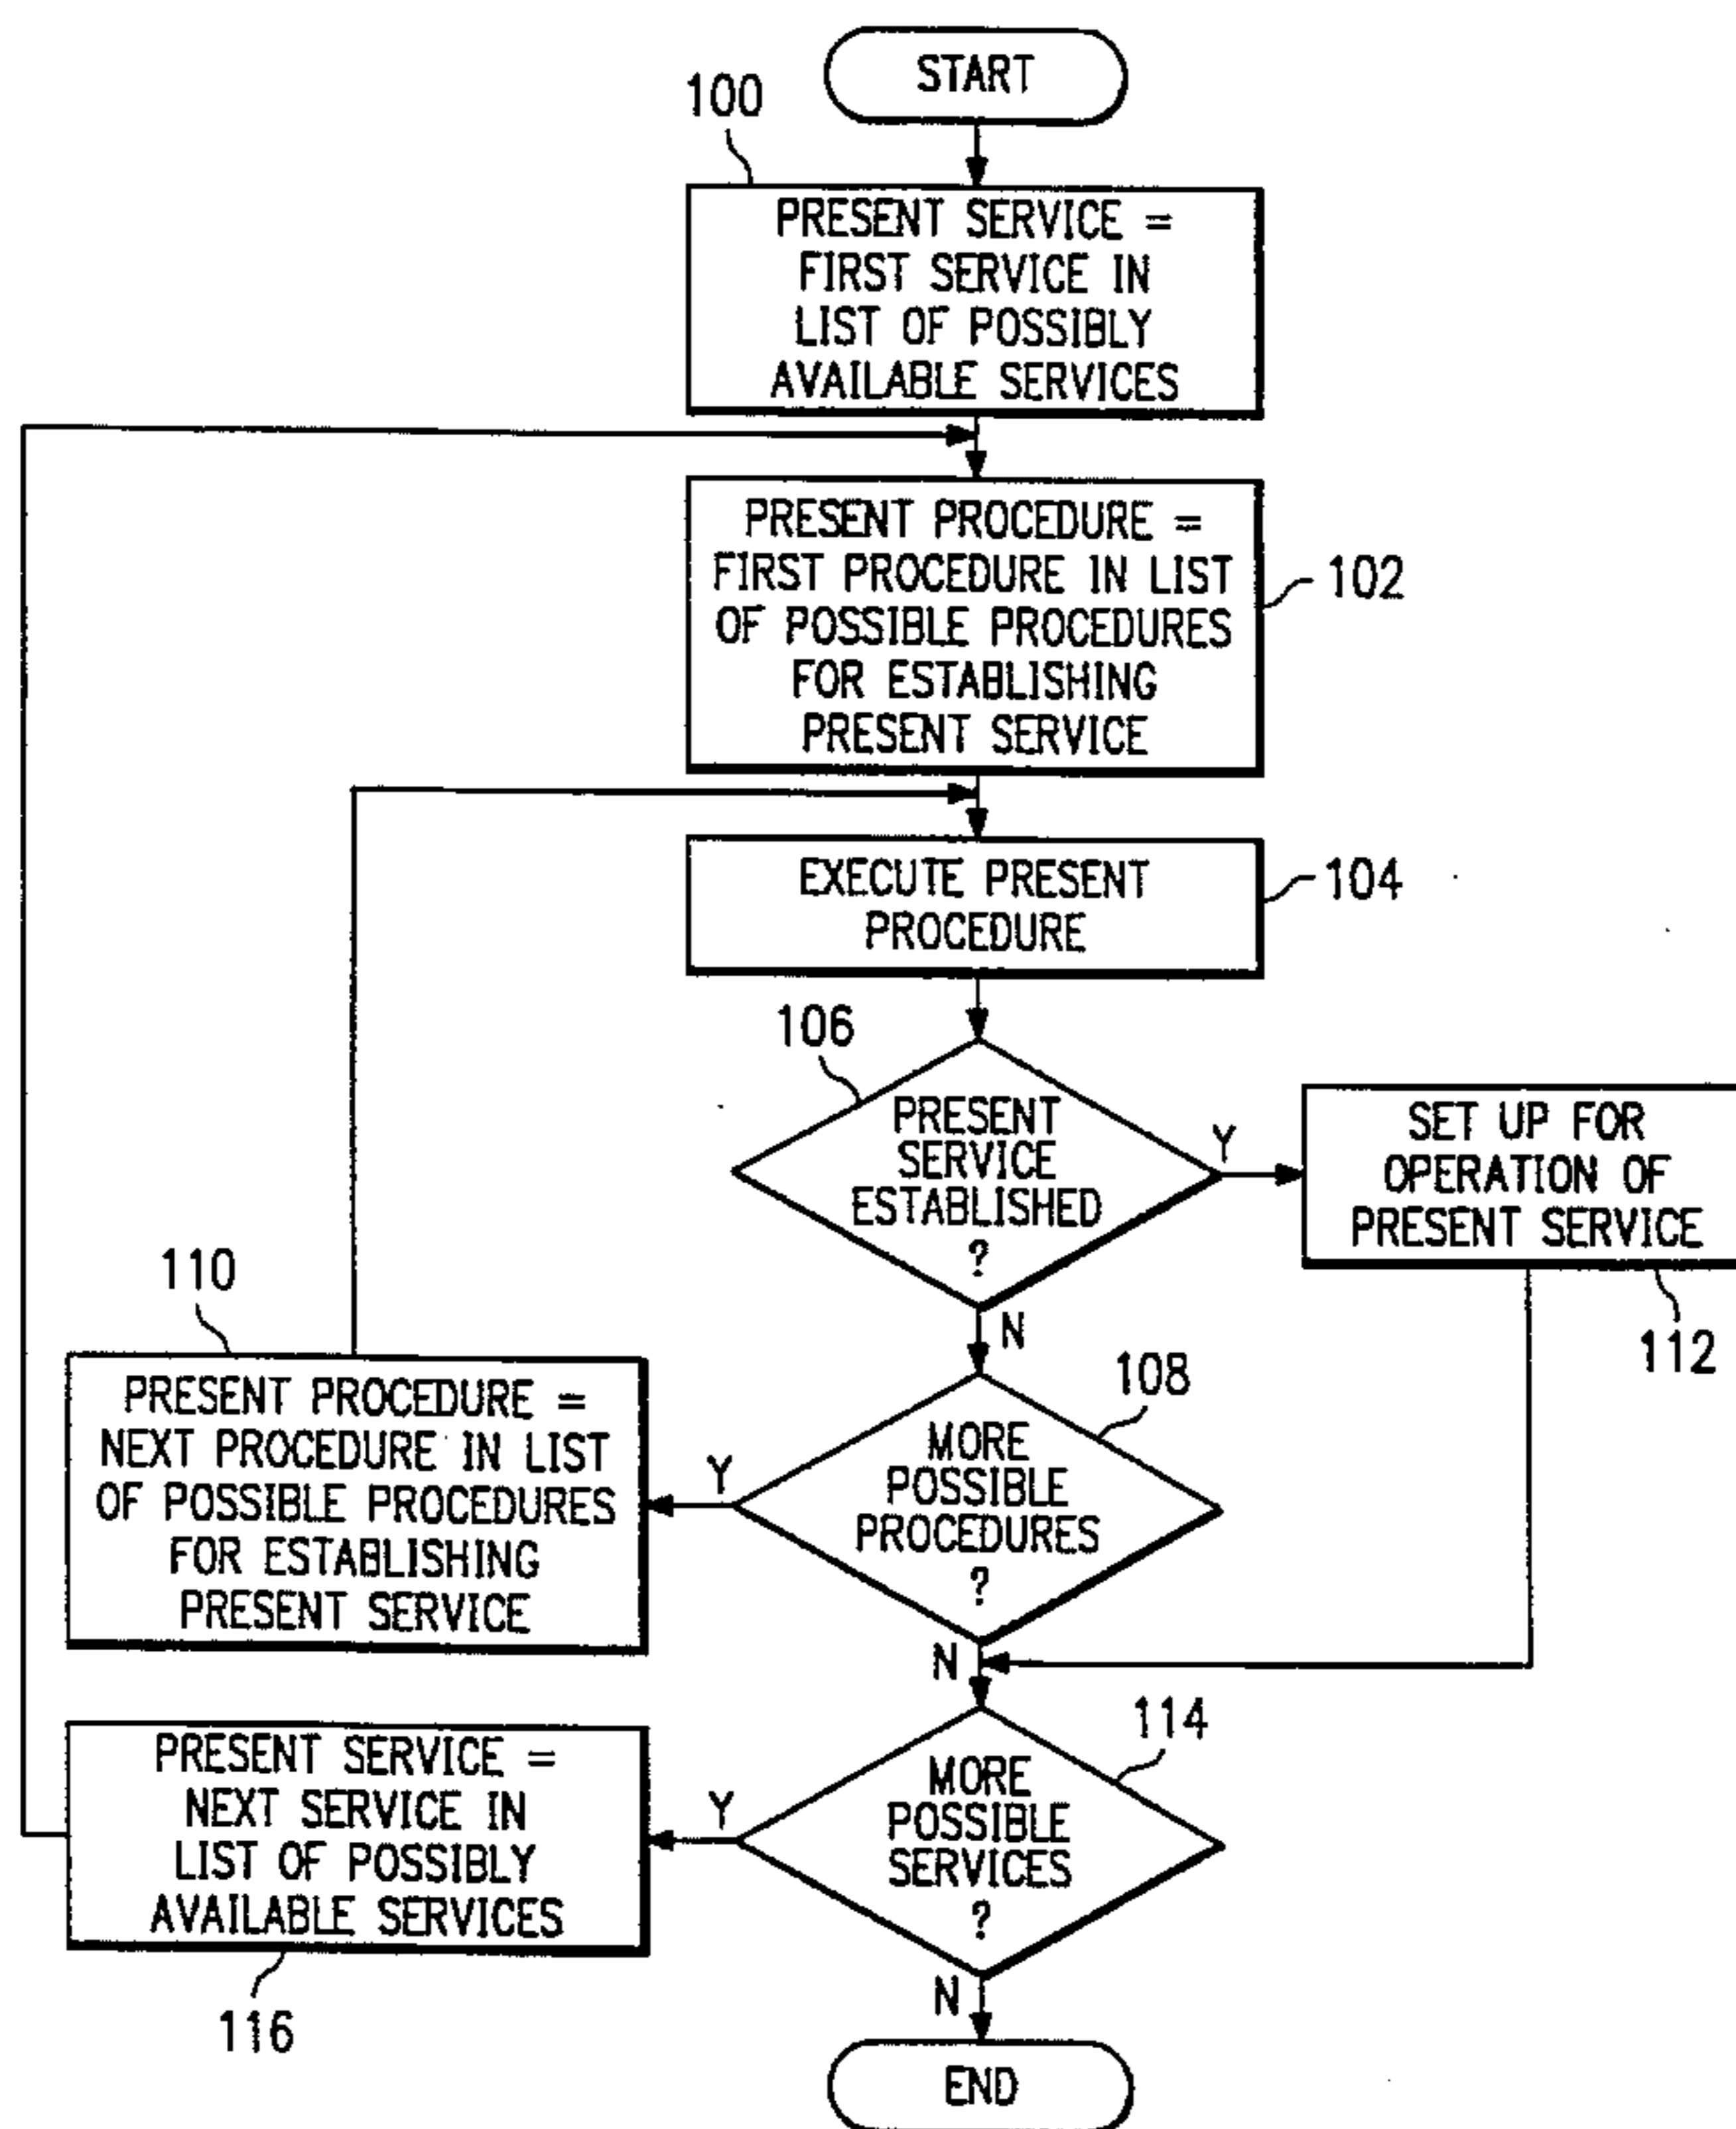 START
100
PRESENT SERVICE =
FIRST SERVICE IN
LIST OF POSSIBLY
AVAILABLE SERVICES
PRESENT PROCEDURE =
FIRST PROCEDURE IN LIST
OF POSSIBLE PROCEDURES
FOR ESTABLISHING
PRESENT SERVICE
102
EXECUTE PRESENT
PROCEDURE
104
106
PRESENT
SERVICE
ESTABLISHED
?
Y
N
SET UP FOR
OPERATION OF
PRESENT SERVICE
112
110
PRESENT PROCEDURE =
NEXT PROCEDURE IN LIST
OF POSSIBLE PROCEDURES
FOR ESTABLISHING
PRESENT SERVICE
108
MORE
POSSIBLE
PROCEDURES
?
Y
N
114
MORE
POSSIBLE
SERVICES
?
Y
N
PRESENT SERVICE =
NEXT SERVICE IN
LIST OF POSSIBLY
AVAILABLE SERVICES
116
END